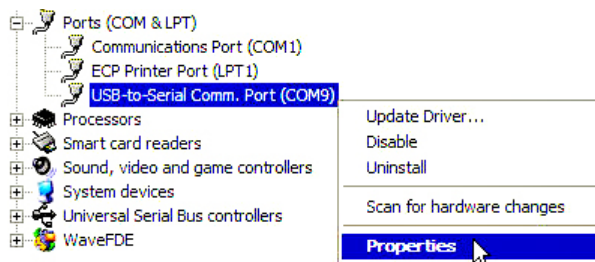 Ports (COM & LPT)
Communications Port (COM1)
ECP Printer Port (LPT1)
USB-to-Serial Comm. Port (COM9)
Processors
Smart card readers
Sound, video and game controllers
System devices
Universal Serial Bus controllers
WaveFDE
Update Driver...
Disable
Uninstall
Scan for hardware changes
Properties